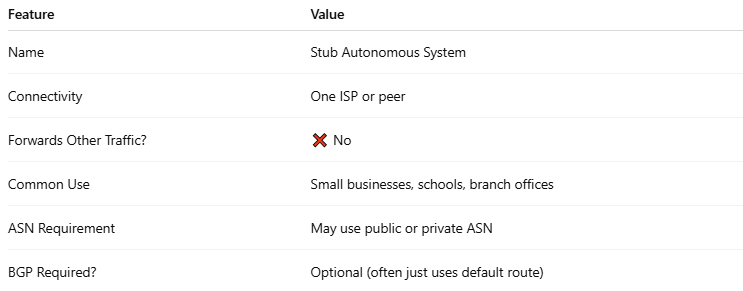 Feature Value
Name Stub Autonomous System
Connectivity One ISP or peer
Forwards Other Traffic? ❌ No
Common Use Small businesses, schools, branch offices
ASN Requirement May use public or private ASN
BGP Required? Optional (often just uses default route)